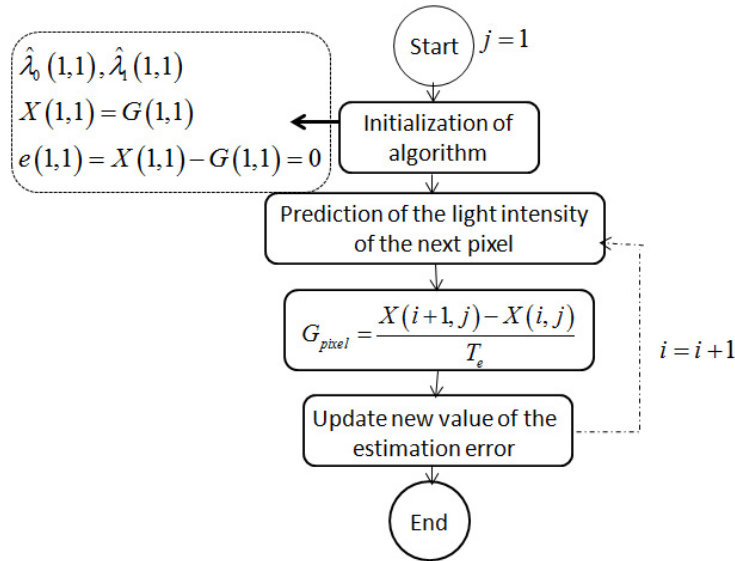 Start
j = 1
λ̂₀(1,1), λ̂₁(1,1)
X(1,1) = G(1,1)
e(1,1) = X(1,1) − G(1,1) = 0
Initialization of
algorithm
Prediction of the light intensity
of the next pixel
G_pixel = (X(i+1, j) − X(i, j)) / T_e
i = i + 1
Update new value of the
estimation error
End